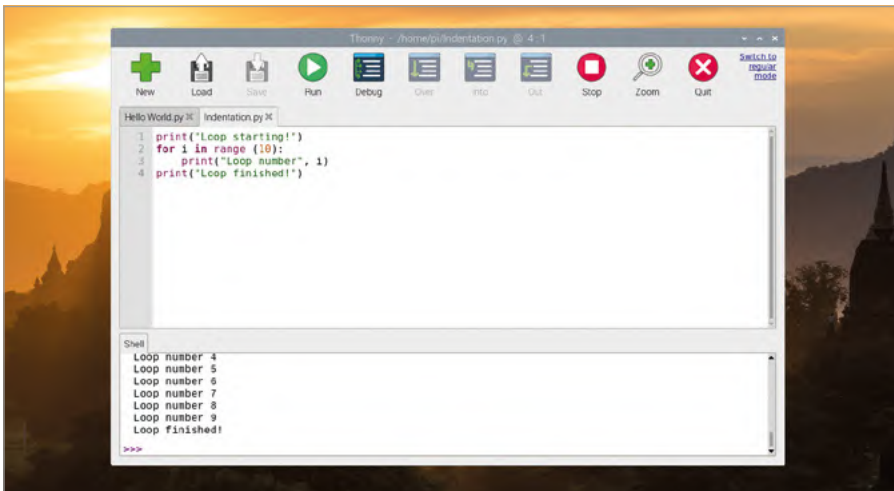 Thonny - /home/pi/Indentation.py @ 4:1
New
Load
Save
Run
Debug
Over
Into
Out
Stop
Zoom
Quit
Switch to
regular
mode
Hello World.py
Indentation.py
1 print("Loop starting!")
2 for i in range (10):
3 print("Loop number", i)
4 print("Loop finished!")
Shell
Loop number 4
Loop number 5
Loop number 6
Loop number 7
Loop number 8
Loop number 9
Loop finished!
>>>